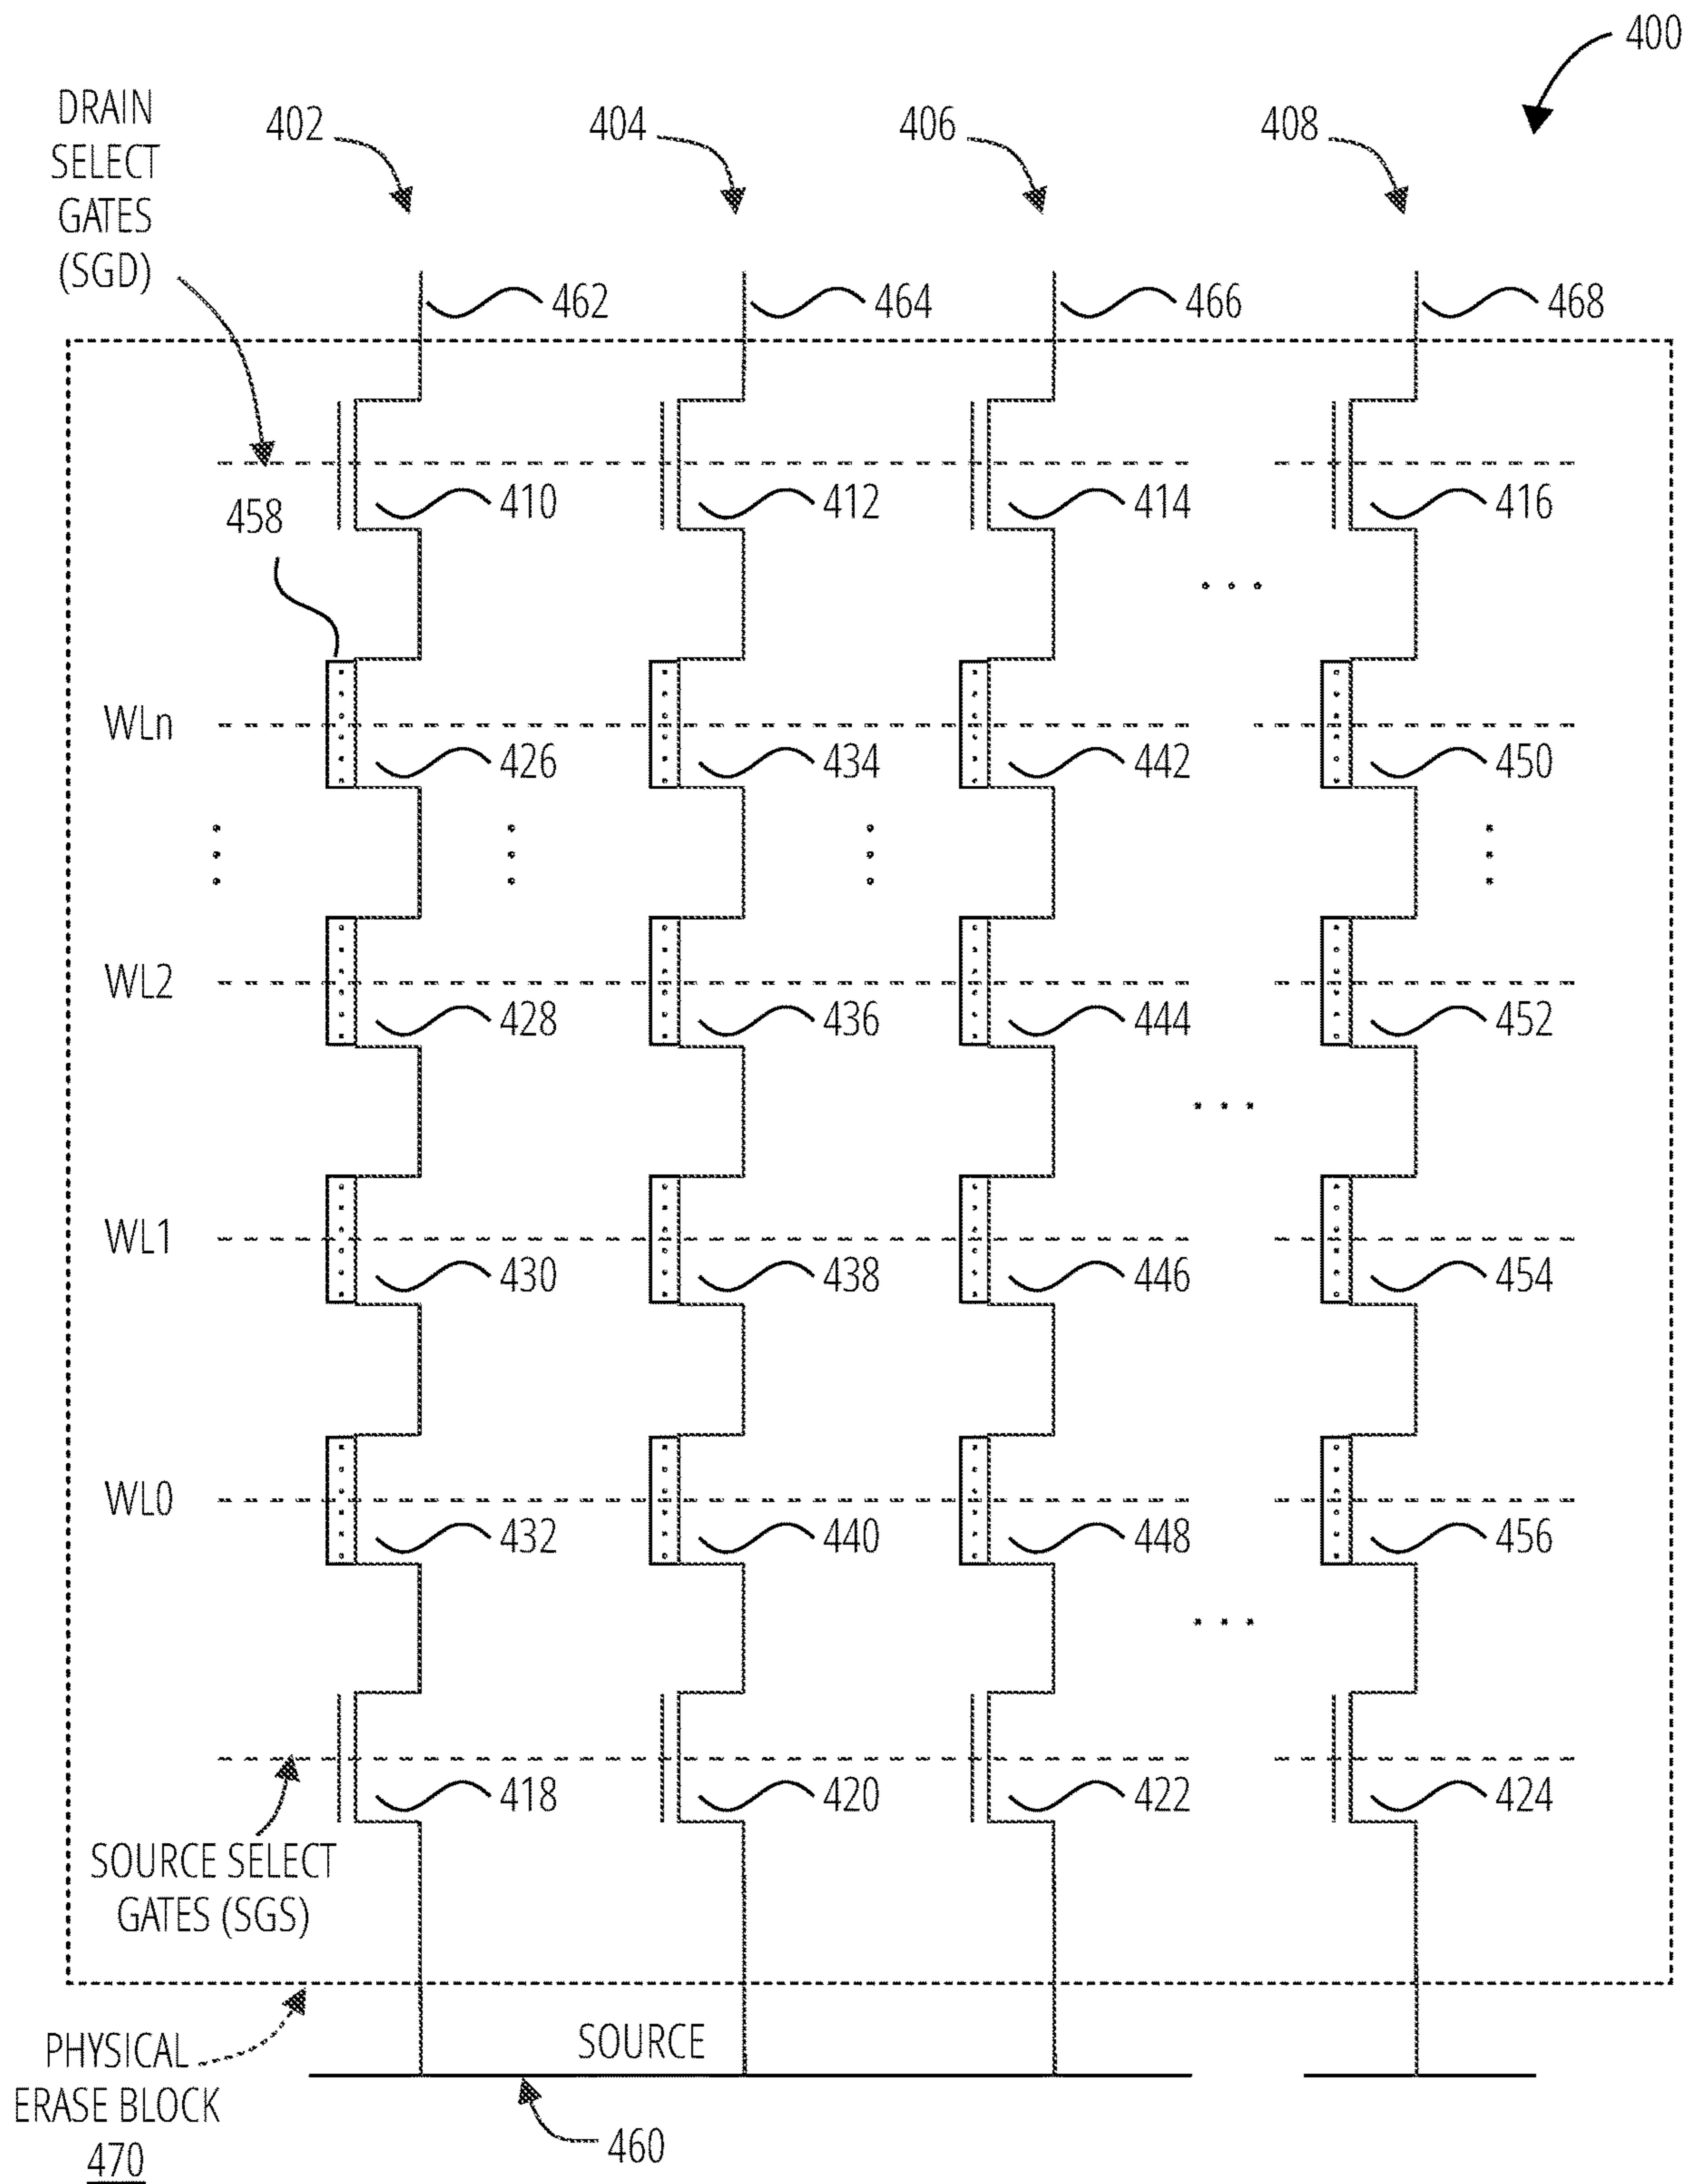 400
DRAIN
SELECT
GATES
(SGD)
402
404
406
408
462
464
466
468
410
412
414
416
458
WLn
426
434
442
450
WL2
428
436
444
452
WL1
430
438
446
454
WL0
432
440
448
456
418
420
422
424
SOURCE SELECT
GATES (SGS)
PHYSICAL
ERASE BLOCK
470
SOURCE
460